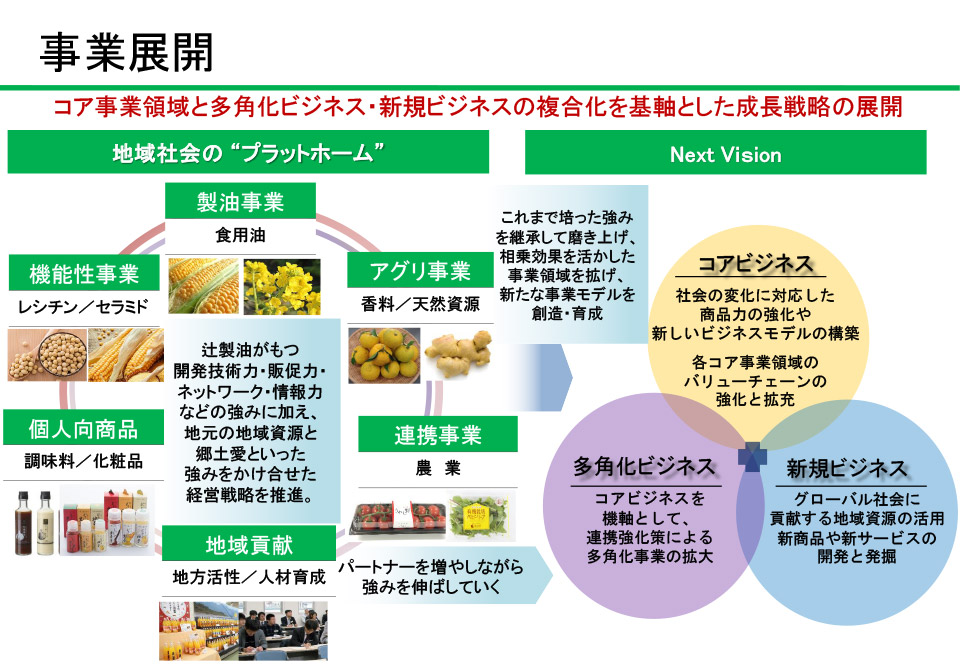 事業展開
コア事業領域と多角化ビジネス・新規ビジネスの複合化を基軸とした成長戦略の展開
地域社会の “プラットホーム”
製油事業
食用油
機能性事業
レシチン／セラミド
アグリ事業
香料／天然資源
辻製油がもつ
開発技術力・販促力・
ネットワーク・情報力
などの強みに加え、
地元の地域資源と
郷土愛といった
強みをかけ合せた
経営戦略を推進。
個人向商品
調味料／化粧品
連携事業
農　業
地域貢献
地方活性／人材育成
パートナーを増やしながら
強みを伸ばしていく
Next Vision
これまで培った強み
を継承して磨き上げ、
相乗効果を活かした
事業領域を拡げ、
新たな事業モデルを
創造・育成
コアビジネス
社会の変化に対応した
商品力の強化や
新しいビジネスモデルの構築
各コア事業領域の
バリューチェーンの
強化と拡充
多角化ビジネス
コアビジネスを
機軸として、
連携強化策による
多角化事業の拡大
新規ビジネス
グローバル社会に
貢献する地域資源の活用
新商品や新サービスの
開発と発掘